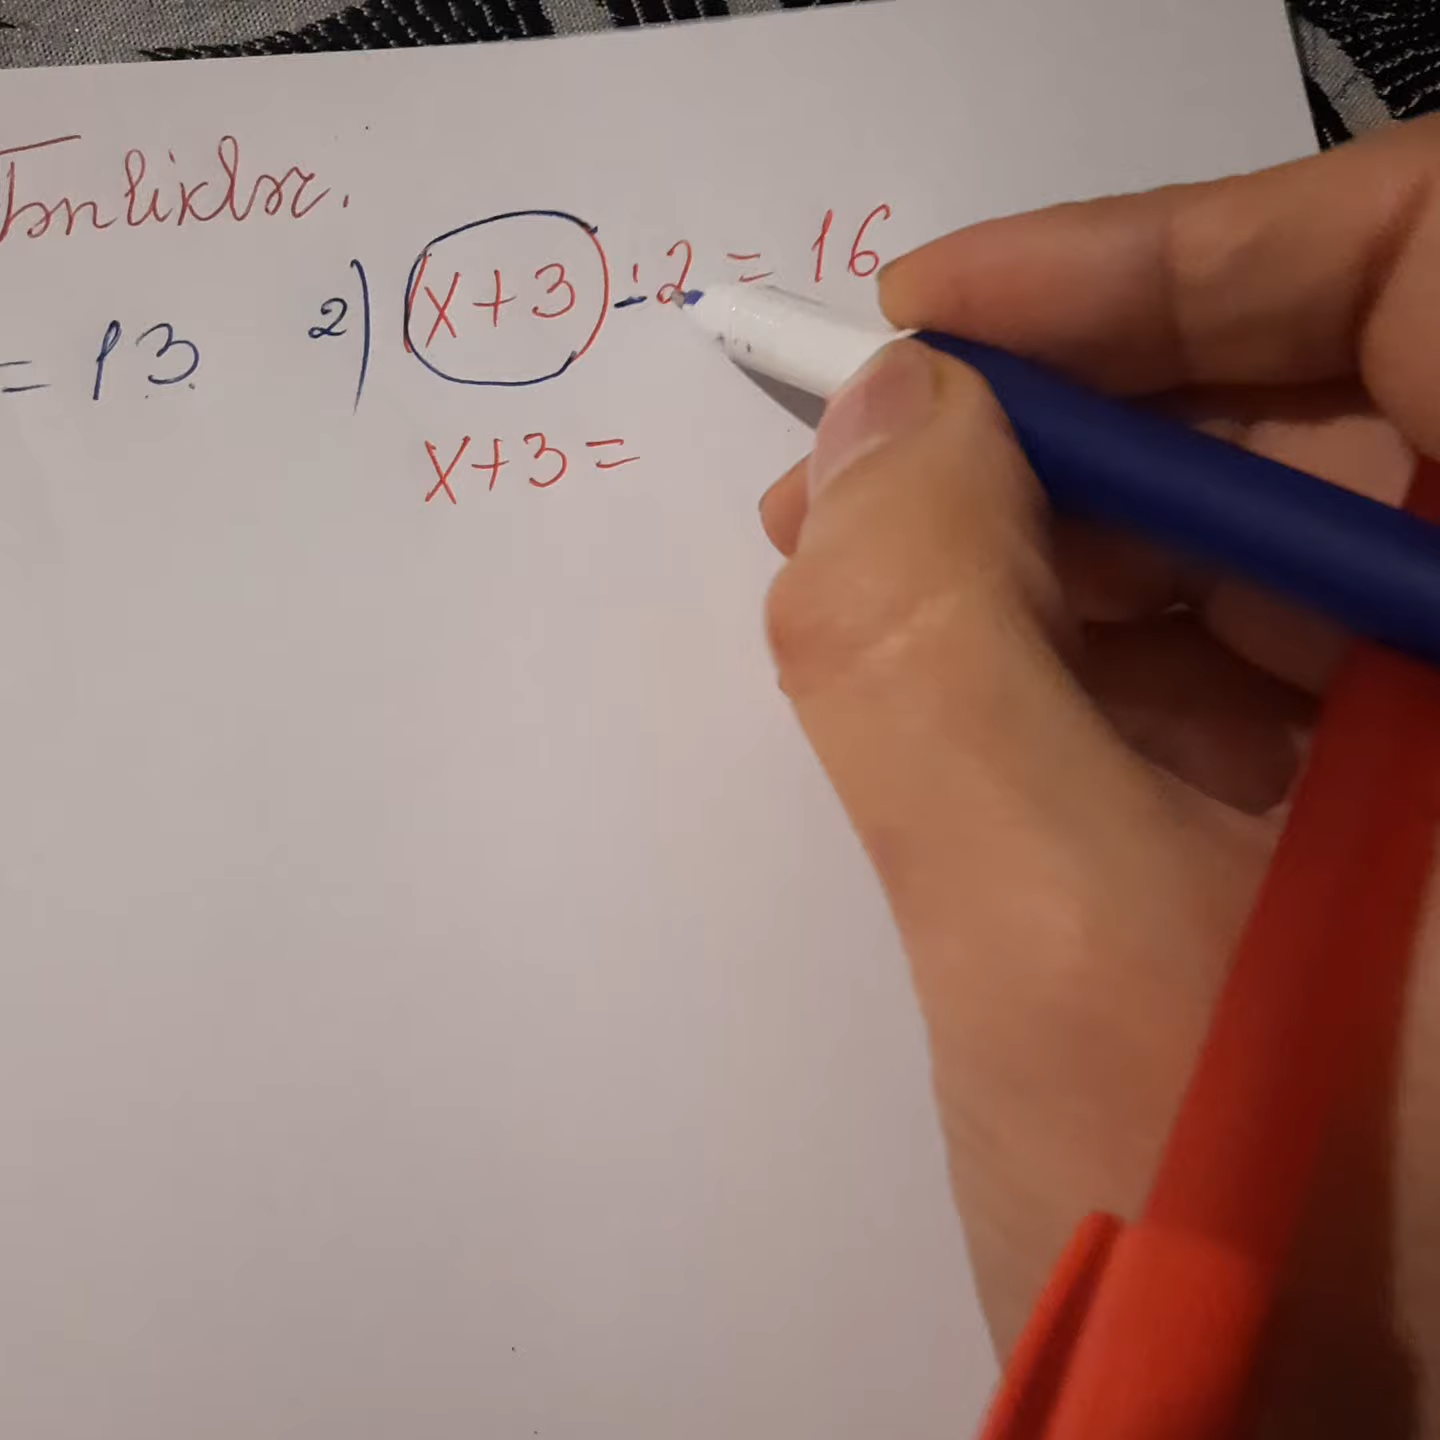 Tənliklər.
= 13
2) (x+3) ÷ 2 = 16
x+3=